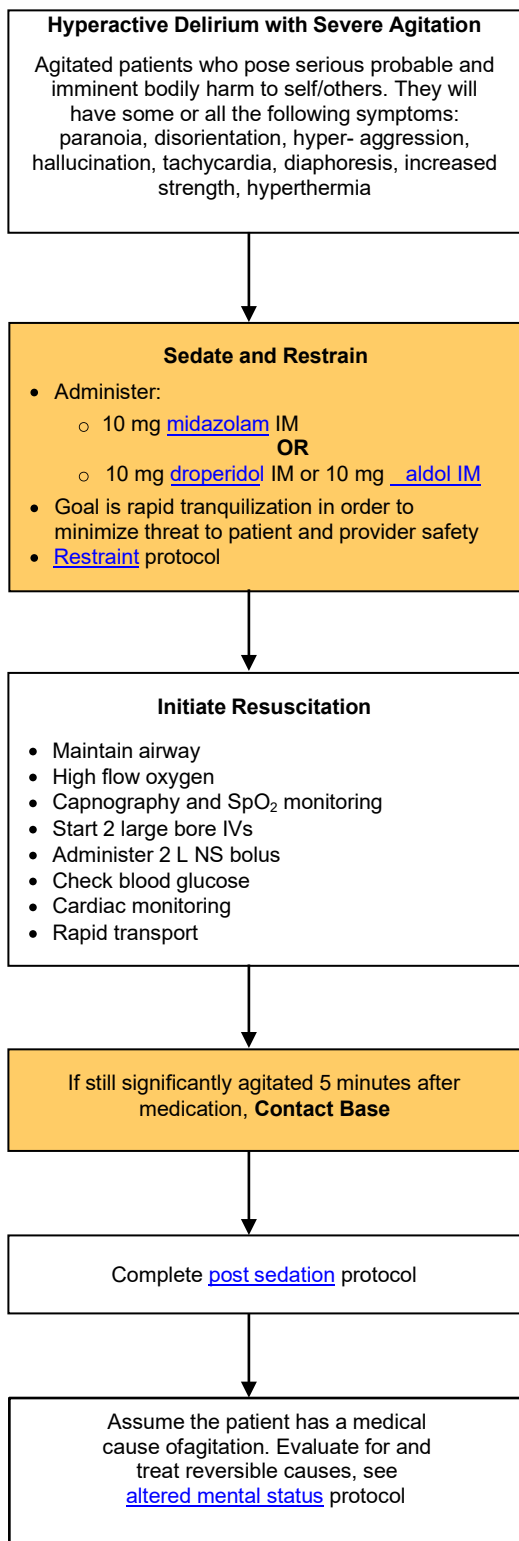 Hyperactive Delirium with Severe Agitation
Agitated patients who pose serious probable and
imminent bodily harm to self/others. They will
have some or all the following symptoms:
paranoia, disorientation, hyper- aggression,
hallucination, tachycardia, diaphoresis, increased
strength, hyperthermia
Sedate and Restrain
• Administer:
o 10 mg midazolam IM
OR
o 10 mg droperidol IM or 10 mg aldol IM
• Goal is rapid tranquilization in order to
minimize threat to patient and provider safety
• Restraint protocol
Initiate Resuscitation
• Maintain airway
• High flow oxygen
• Capnography and SpO₂ monitoring
• Start 2 large bore IVs
• Administer 2 L NS bolus
• Check blood glucose
• Cardiac monitoring
• Rapid transport
If still significantly agitated 5 minutes after
medication, Contact Base
Complete post sedation protocol
Assume the patient has a medical
cause ofagitation. Evaluate for and
treat reversible causes, see
altered mental status protocol